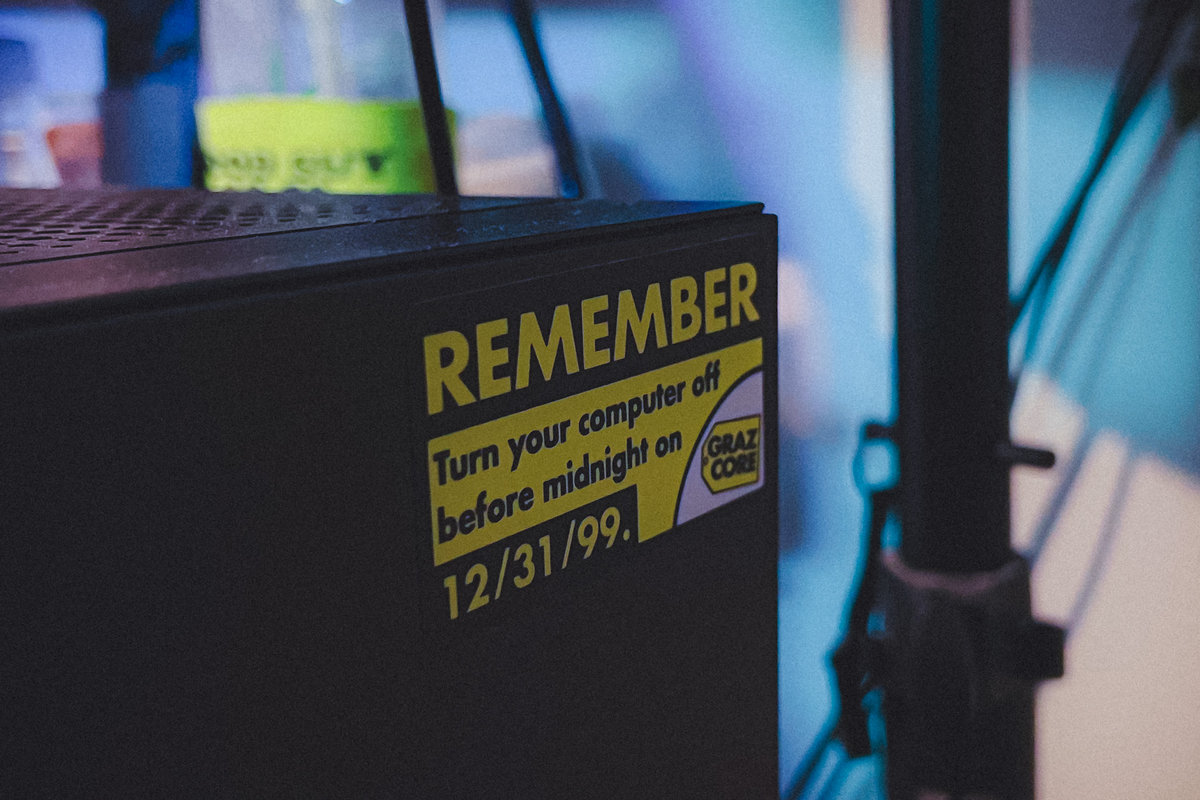 REMEMBER
Turn your computer off
before midnight on
12/31/99.
GRAZ
CORE